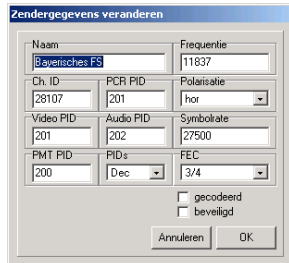 Zendergegevens veranderen
Naam Frequentie
Bayerisches FS 11837
Ch. ID PCR PID Polarisatie
28107 201 hor
Video PID Audio PID Symbolrate
201 202 27500
PMT PID PIDs FEC
200 Dec 3/4
gecodeerd
beveiligd
Annuleren OK